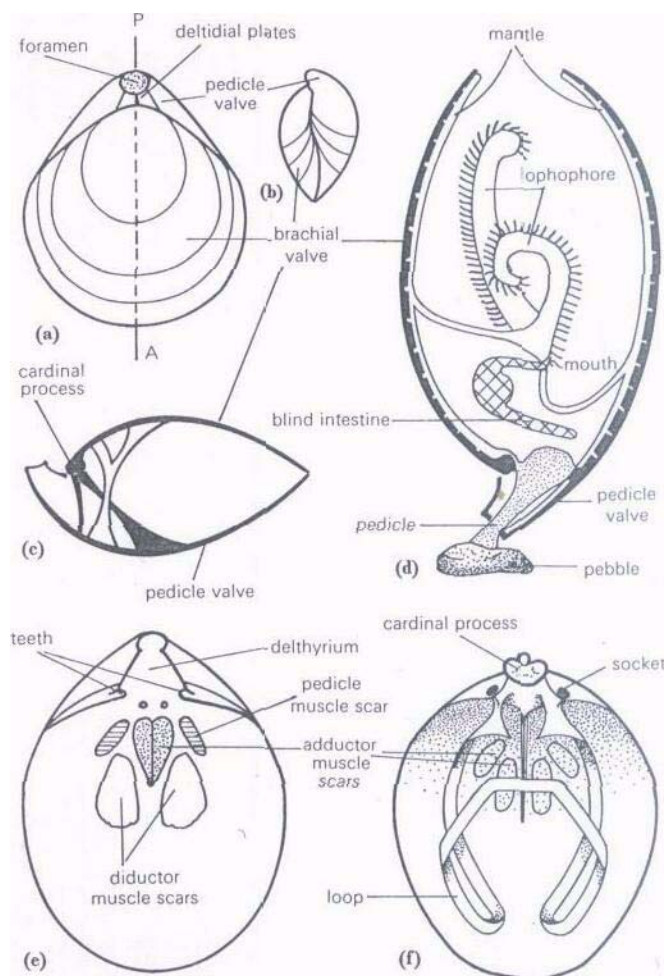 P
deltidial plates
foramen
pedicle
valve
(b)
brachial
valve
(a)
A
mantle
lophophore
mouth
blind intestine
pedicle
pedicle
valve
(d)
pebble
cardinal
process
(c)
pedicle valve
teeth
delthyrium
pedicle
muscle scar
adductor
muscle
scars
diductor
muscle scars
(e)
cardinal process
socket
loop
(f)